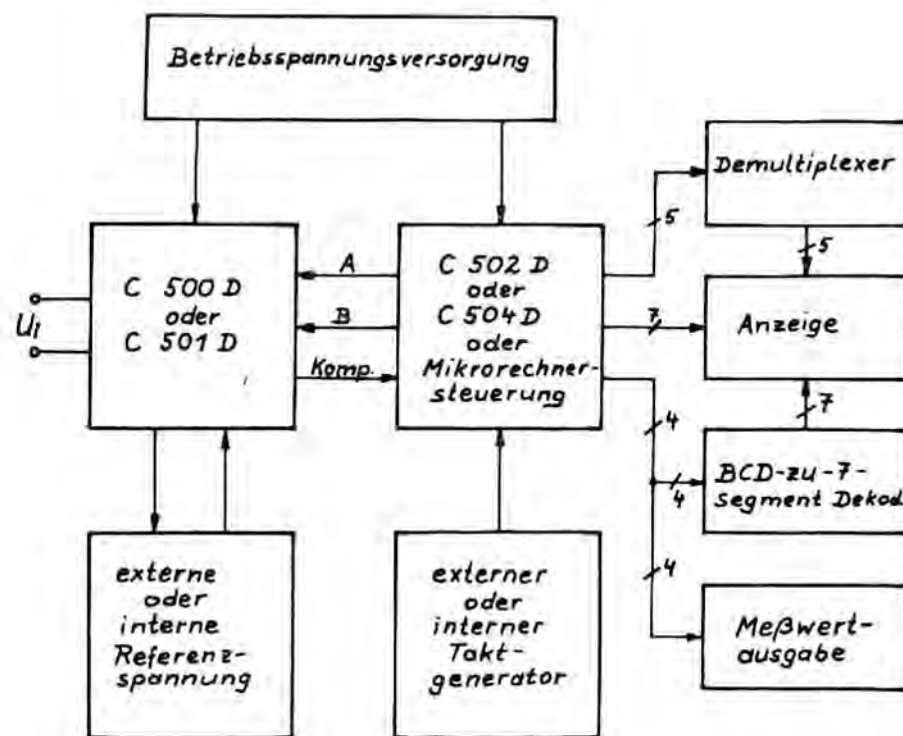 Betriebsspannungsversorgung
Demultiplexer
5
5
C 500 D
oder
C 501 D
A
B
Komp.
C 502 D
oder
C 504 D
oder
Mikrorechner-
steuerung
7
Anzeige
U₁
4
7
4
BCD-zu-7-
segment Dekod.
4
externe
oder
interne
Referenz-
spannung
externer
oder
interner
Takt-
generator
Meßwert-
ausgabe